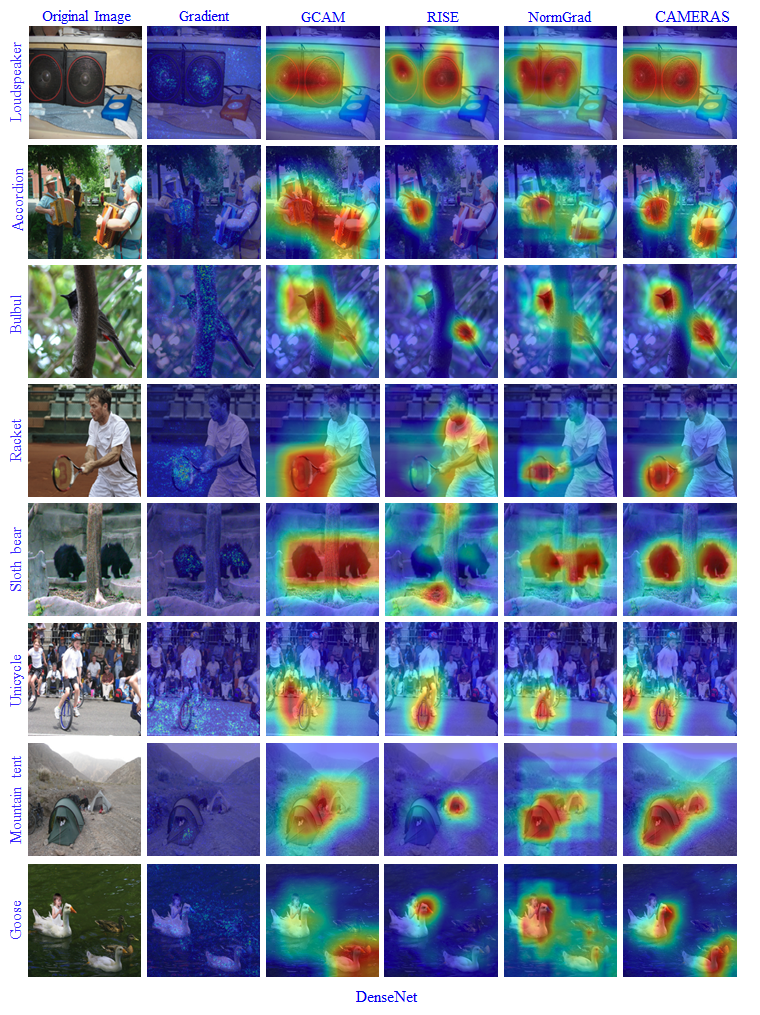 Original Image Gradient GCAM RISE NormGrad CAMERAS
Loudspeaker
Accordion
Bulbul
Racket
Sloth bear
Unicycle
Mountain tent
Goose
DenseNet